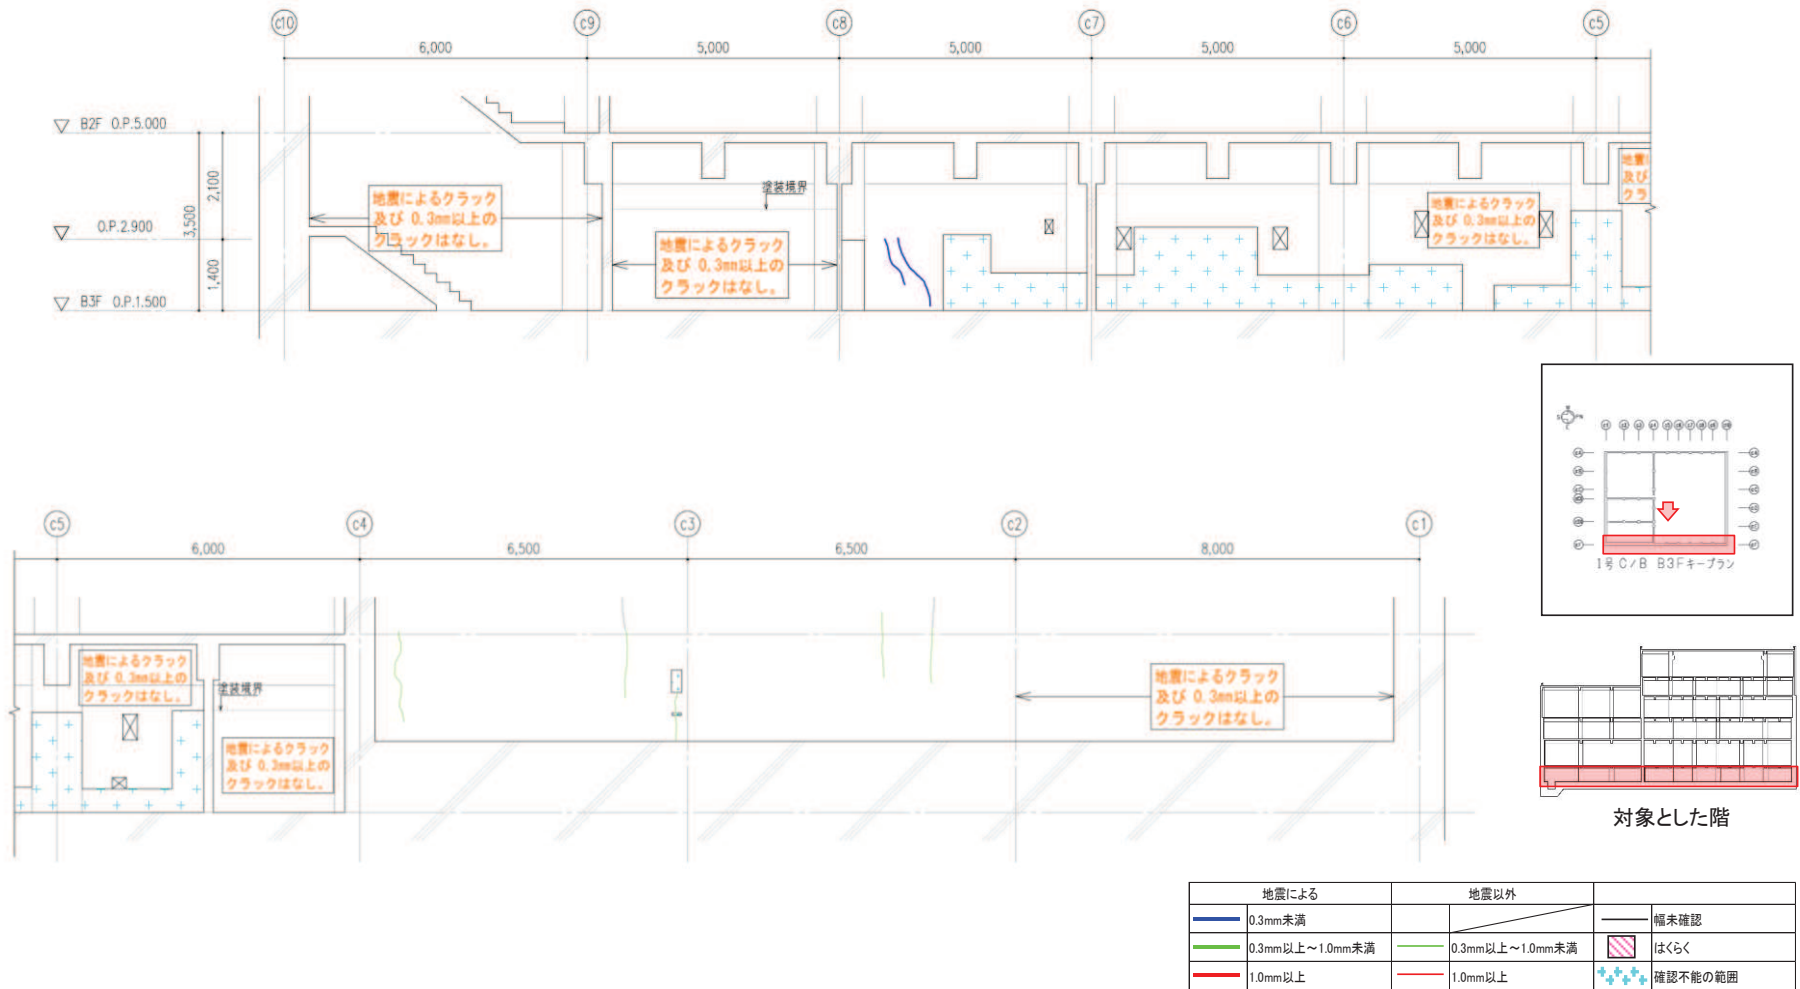 c10 c9 c8 c7 c6 c5
6,000 5,000 5,000 5,000 5,000
B2F O.P.5.000
O.P.2.900
B3F O.P.1.500
3,500
2,100
1,400
地震によるクラック
及び 0.3mm以上の
クラックはなし。
地震によるクラック
及び 0.3mm以上の
クラックはなし。
塗装境界
地震によるクラック
及び 0.3mm以上の
クラックはなし。
地震
及び
クラ
c5 c4 c3 c2 c1
6,000 6,500 6,500 8,000
地震によるクラック
及び 0.3mm以上の
クラックはなし。
塗装境界
地震によるクラック
及び 0.3mm以上の
クラックはなし。
地震によるクラック
及び 0.3mm以上の
クラックはなし。
1号 C/B B3Fキープラン
対象とした階
地震による 地震以外
0.3mm未満 幅未確認
0.3mm以上~1.0mm未満 0.3mm以上~1.0mm未満 はくらく
1.0mm以上 1.0mm以上 確認不能の範囲